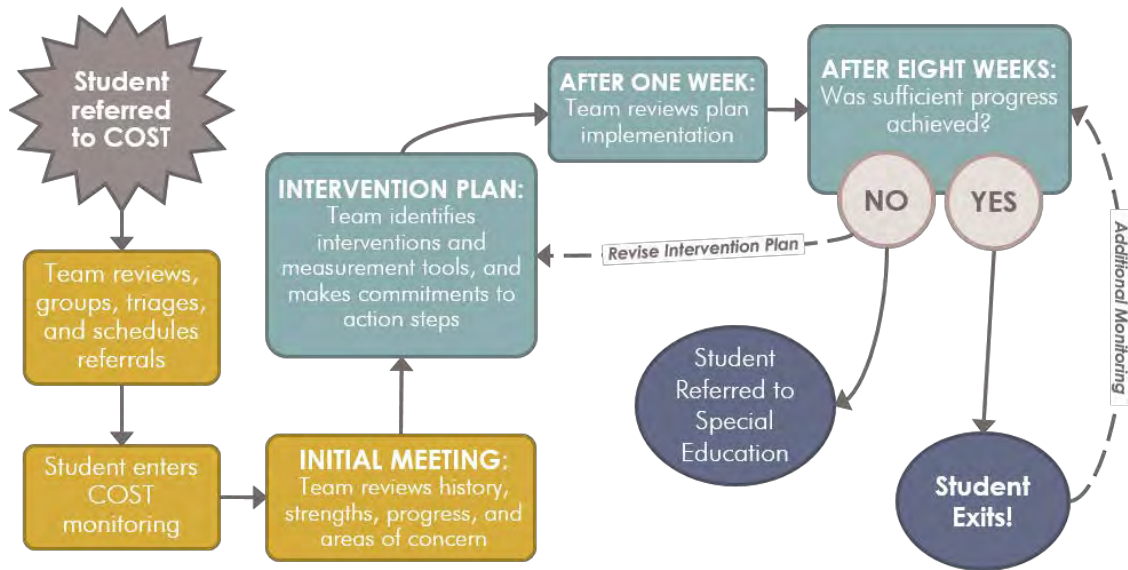 Student
referred
to COST
Team reviews,
groups, triages,
and schedules
referrals
Student enters
COST
monitoring
INITIAL MEETING:
Team reviews history,
strengths, progress, and
areas of concern
INTERVENTION PLAN:
Team identifies
interventions and
measurement tools, and
makes commitments to
action steps
AFTER ONE WEEK:
Team reviews plan
implementation
AFTER EIGHT WEEKS:
Was sufficient progress
achieved?
NO
YES
Revise Intervention Plan
Student
Referred to
Special
Education
Student
Exits!
Additional Monitoring